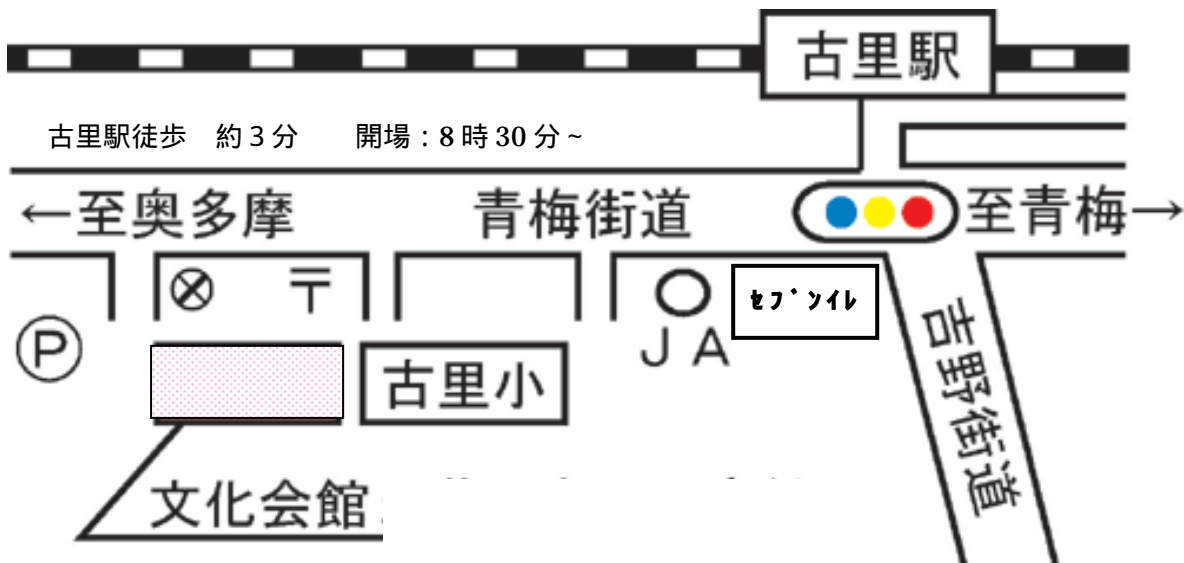 古里駅
古里駅徒歩　約３分　　開場：8時30分~
←至奥多摩　青梅街道　至青梅→
〒
セブンイレ
Ｐ
ＪＡ
古里小
吉野街道
文化会館